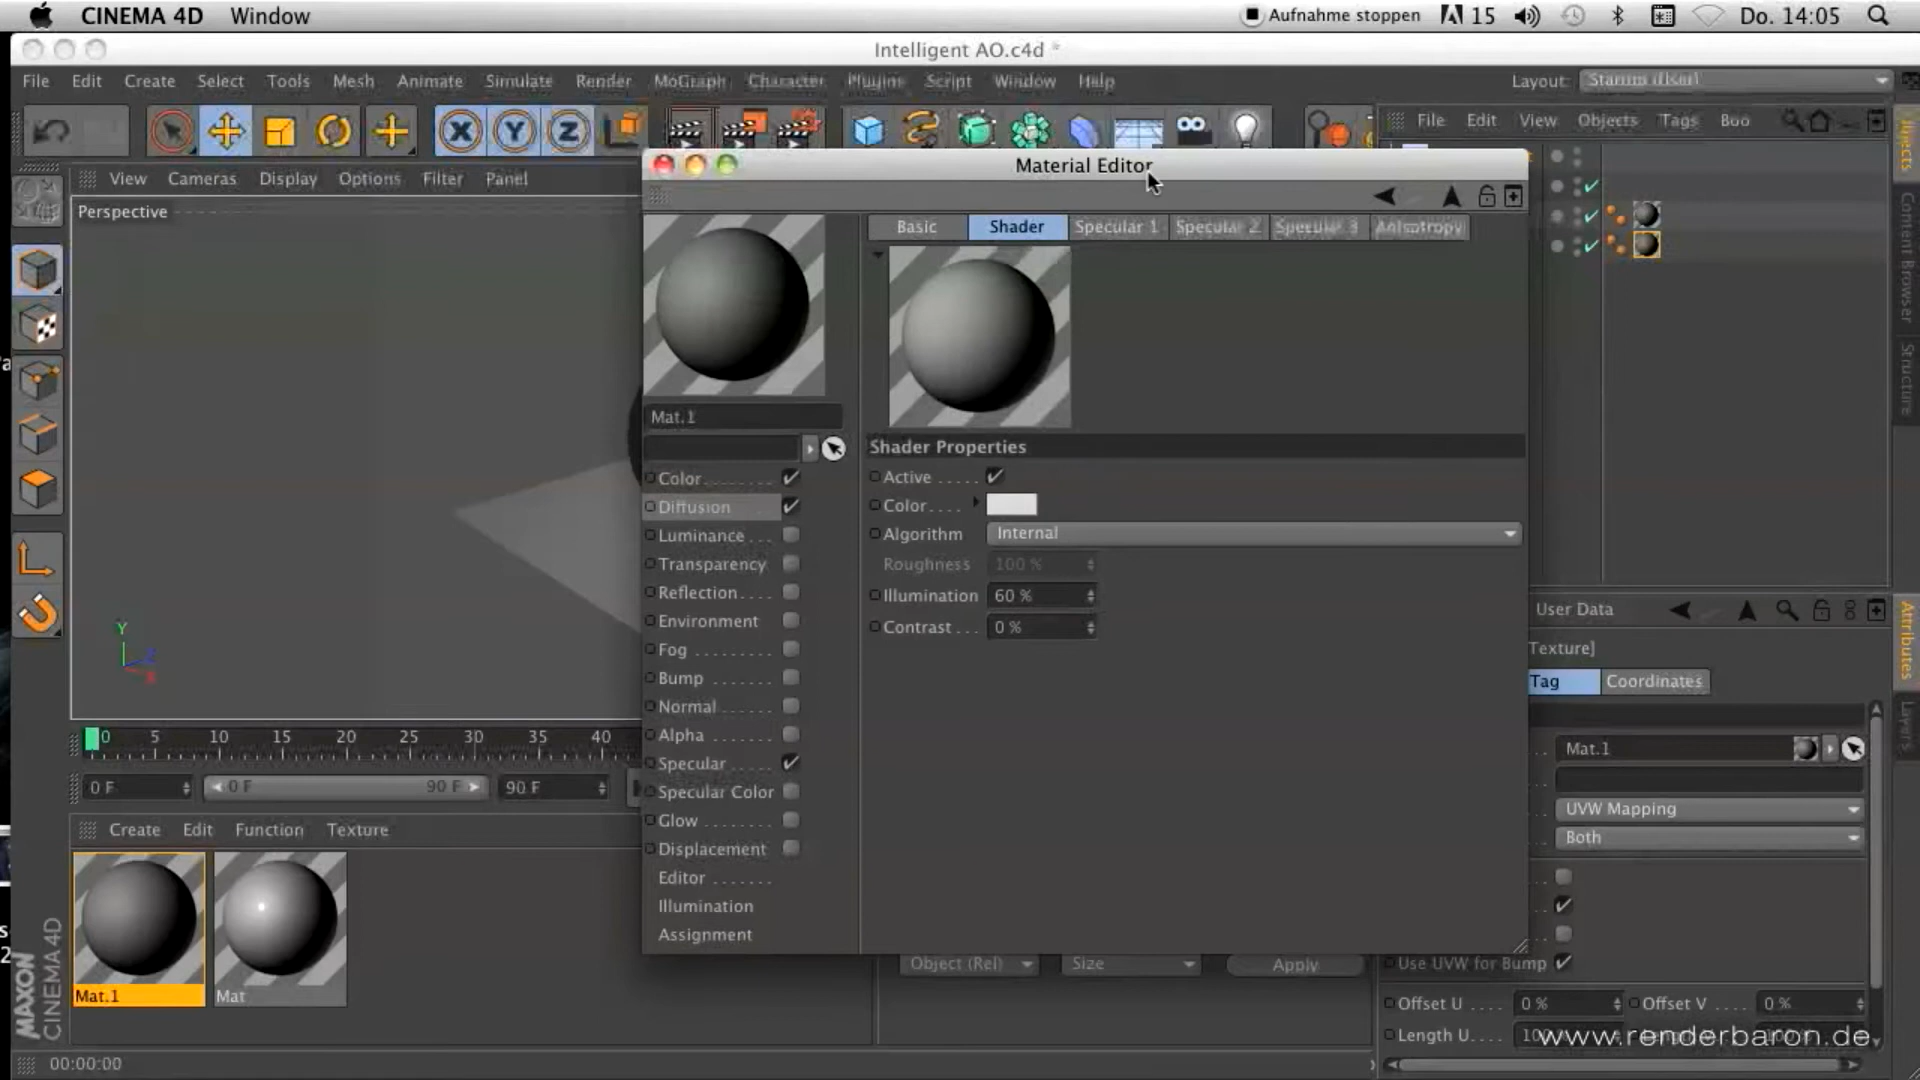 CINEMA 4D Window Aufnahme stoppen 15 Do. 14:05
Intelligent AO.c4d *
File Edit Create Select Tools Mesh Animate Simulate Render MoGraph Character Plugins Script Window Help Layout:
File Edit View Objects Tags Boo
View Cameras Display Options Filter Panel
Perspective
Material Editor
Basic Shader Specular 1 Specular 2 Specular 3 Anisotropy
Mat.1
Shader Properties
Color
Diffusion
Luminance
Transparency
Reflection
Environment
Fog
Bump
Normal
Alpha
Specular
Specular Color
Glow
Displacement
Editor
Illumination
Assignment
Active
Color
Algorithm Internal
Roughness 100 %
Illumination 60 %
Contrast 0 %
X Y Z
Y
Z
X
0 5 10 15 20 25 30 35 40
0 F 0 F 90 F 90 F
Create Edit Function Texture
Mat.1 Mat
MAXON
CINEMA 4D
00:00:00
Object (Rel) Size Apply
Objects
Content Browser
Structure
Attributes
Layers
User Data
Texture]
Tag Coordinates
Mat.1
UVW Mapping
Both
Use UVW for Bump
Offset U 0 % Offset V 0 %
Length U
www.renderbaron.de